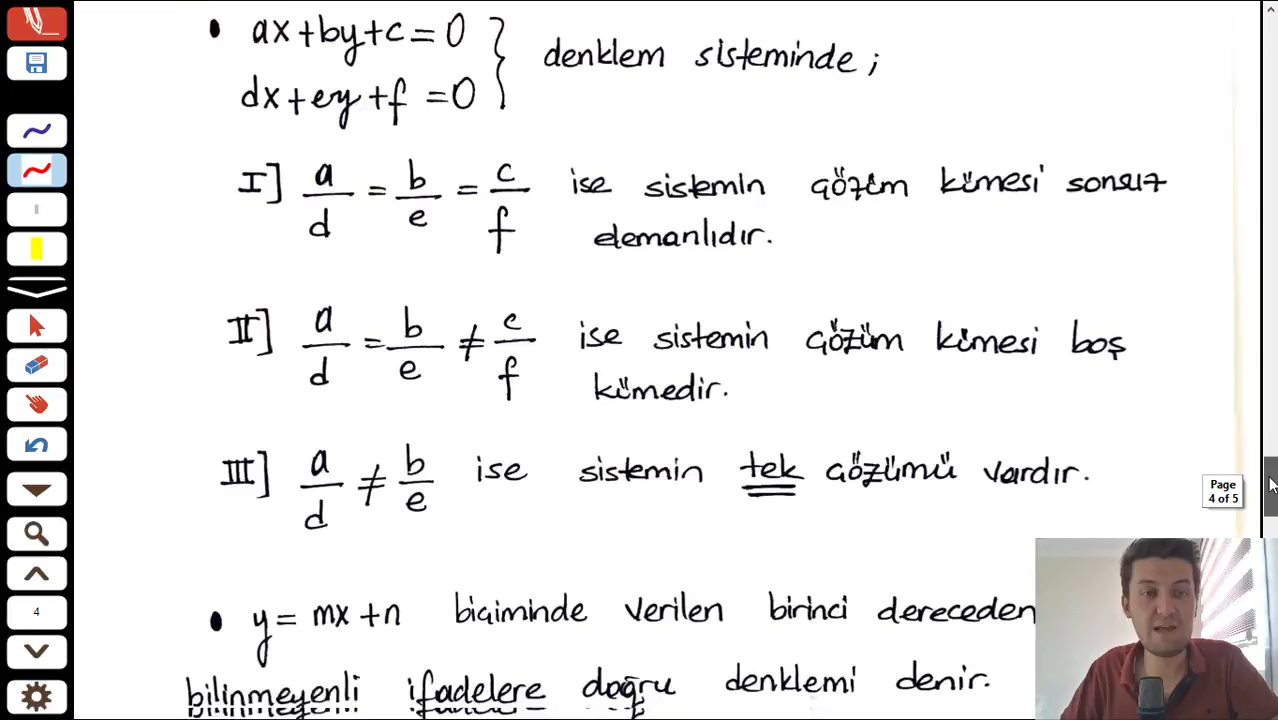 • ax+by+c=0 } denklem sisteminde;
dx+ey+f=0
I] a/d = b/e = c/f ise sistemin çözüm kümesi sonsuz
elemanlıdır.
II] a/d = b/e ≠ c/f ise sistemin çözüm kümesi boş
kümedir.
III] a/d ≠ b/e ise sistemin tek çözümü vardır.
Page
4 of 5
• y = mx+n biçiminde verilen birinci dereceden
4
bilinmeyenli ifadelere doğru denklemi denir.